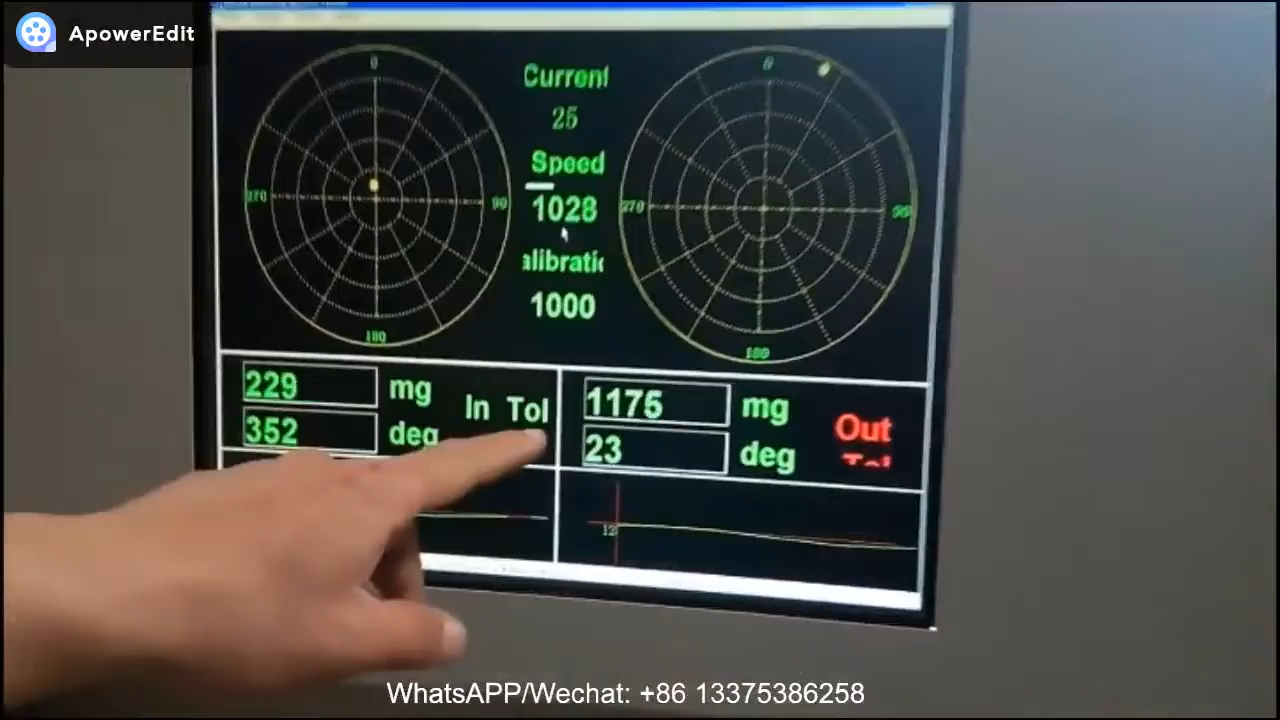 ApowerEdit
0
270
90
180
Current
25
Speed
1028
alibratic
1000
0
270
90
180
229 mg
352 deg
In Tol
1175 mg
23 deg
Out
Tol
12
WhatsAPP/Wechat: +86 13375386258